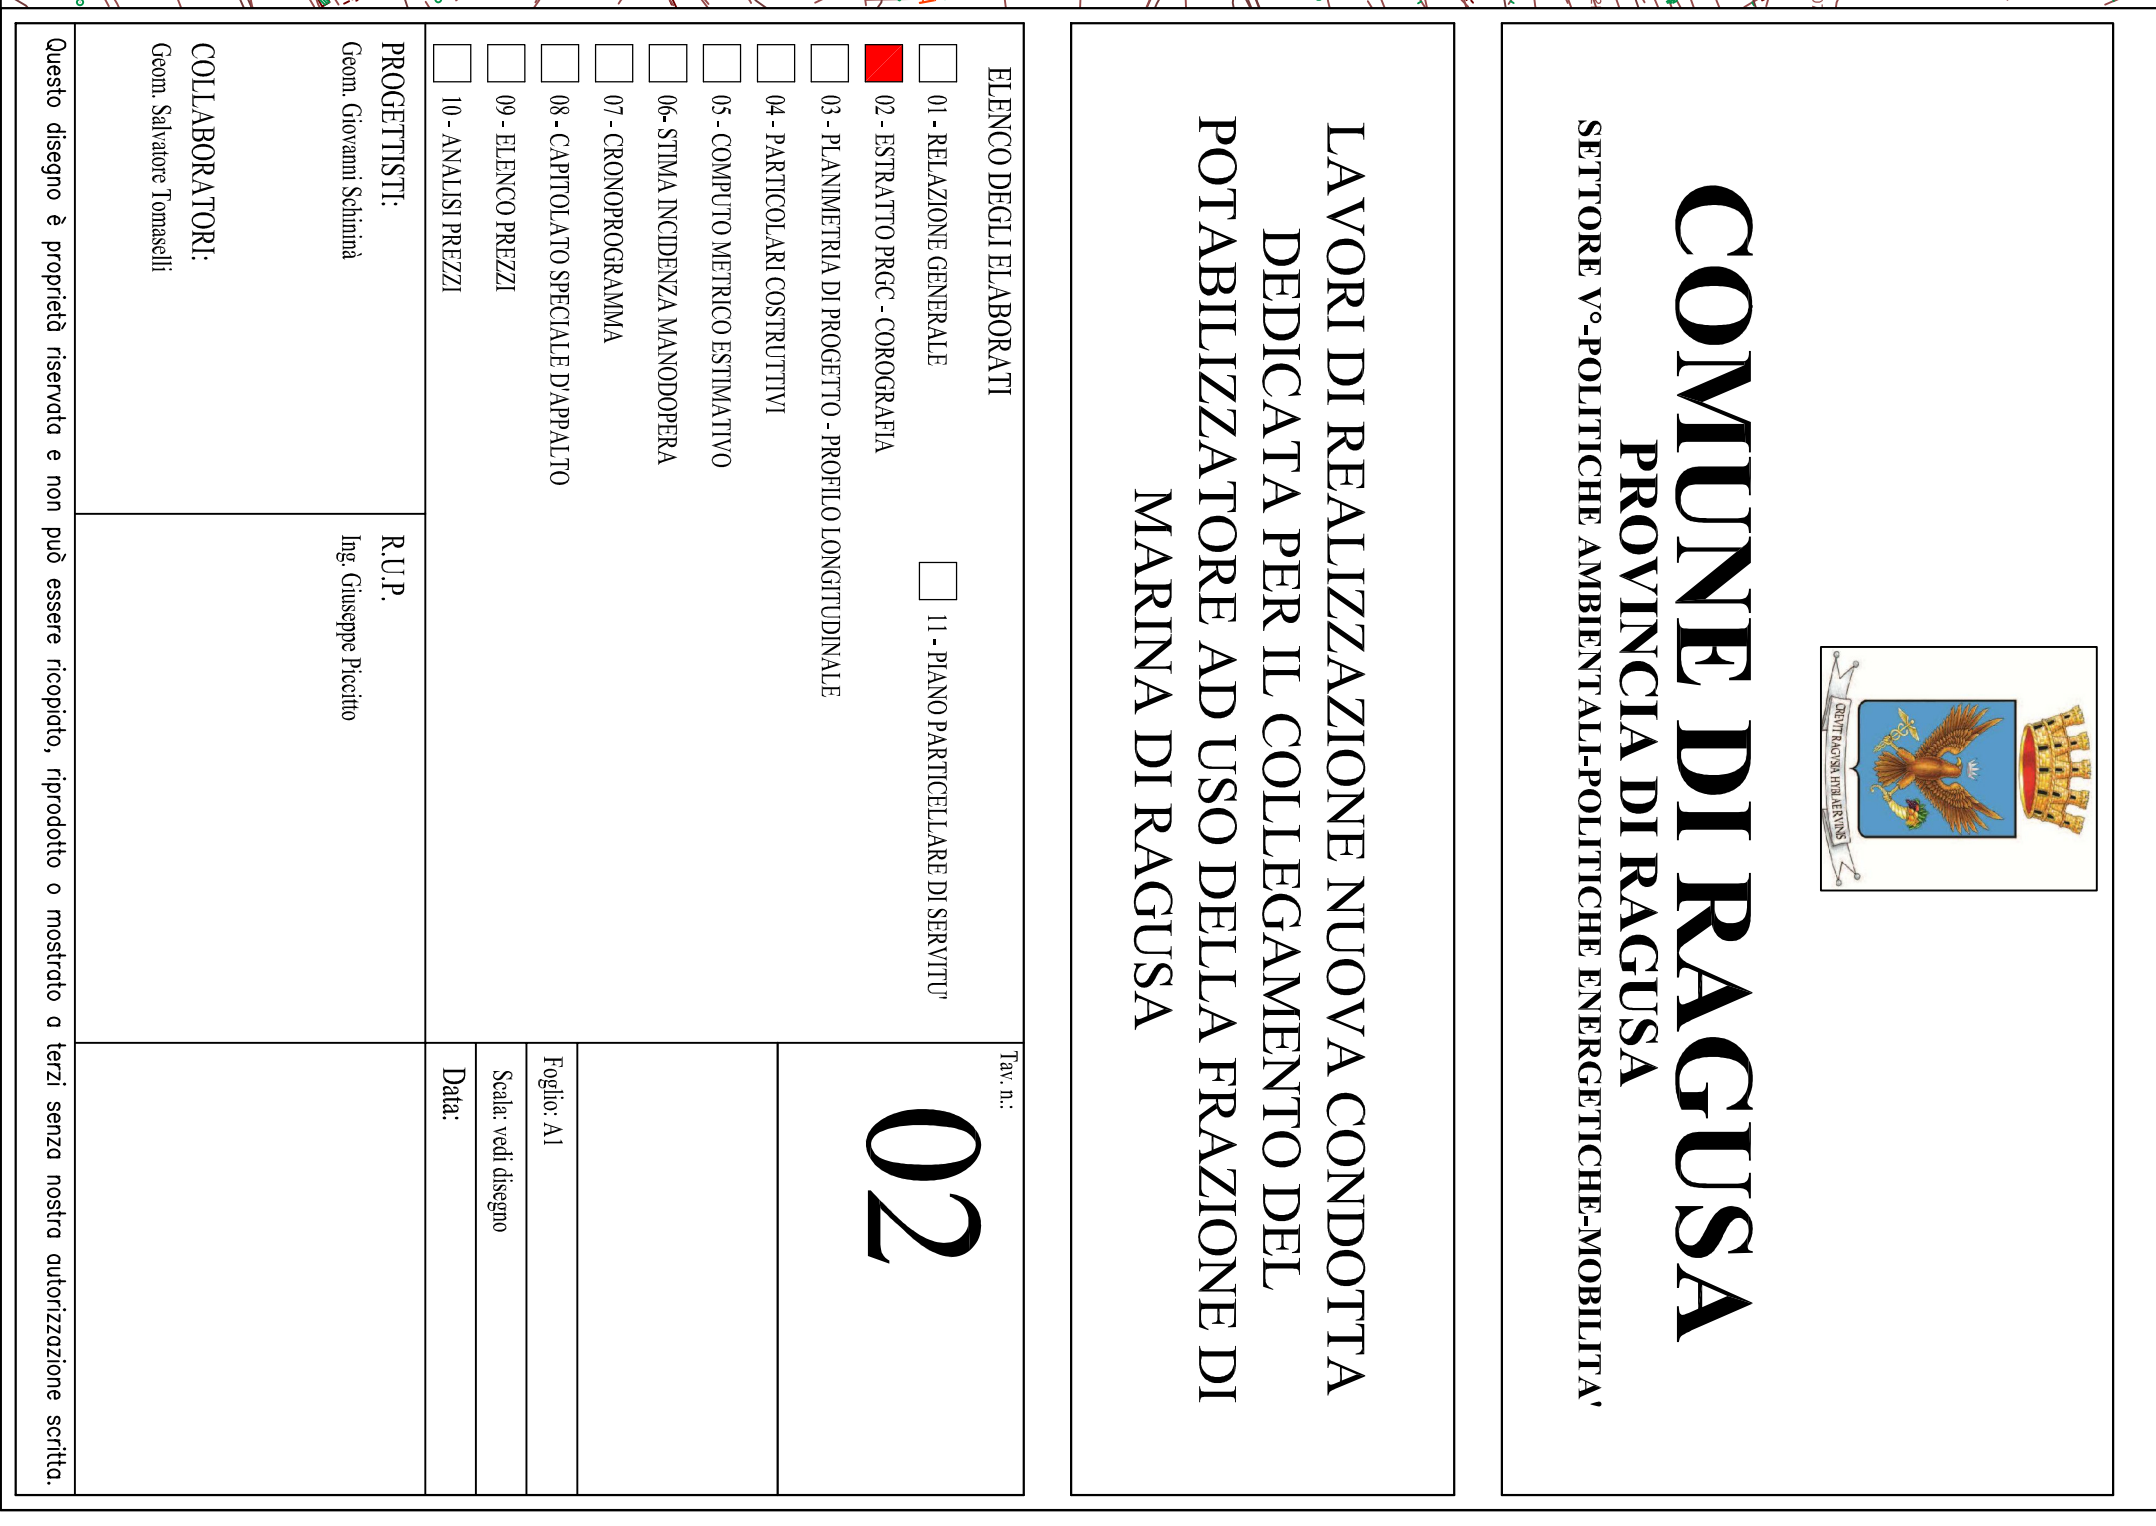 CREVIT RAGVSIA HYBLAE RVINIS
COMUNE DI RAGUSA
PROVINCIA DI RAGUSA
SETTORE V°-POLITICHE AMBIENTALI-POLITICHE ENERGETICHE-MOBILITA'
LAVORI DI REALIZZAZIONE NUOVA CONDOTTA
DEDICATA PER IL COLLEGAMENTO DEL
POTABILIZZATORE AD USO DELLA FRAZIONE DI
MARINA DI RAGUSA
ELENCO DEGLI ELABORATI
01 - RELAZIONE GENERALE
02 - ESTRATTO PRGC - COROGRAFIA
03 - PLANIMETRIA DI PROGETTO - PROFILO LONGITUDINALE
04 - PARTICOLARI COSTRUTTIVI
05 - COMPUTO METRICO ESTIMATIVO
06- STIMA INCIDENZA MANODOPERA
07 - CRONOPROGRAMMA
08 - CAPITOLATO SPECIALE D'APPALTO
09 - ELENCO PREZZI
10 - ANALISI PREZZI
11 - PIANO PARTICELLARE DI SERVITU'
Tav. n.:
02
Foglio: A1
Scala: vedi disegno
Data:
PROGETTISTI:
Geom. Giovanni Schininà
COLLABORATORI:
Geom. Salvatore Tomaselli
R.U.P.
Ing. Giuseppe Piccitto
Questo disegno è proprietà riservata e non può essere ricopiato, riprodotto o mostrato a terzi senza nostra autorizzazione scritta.